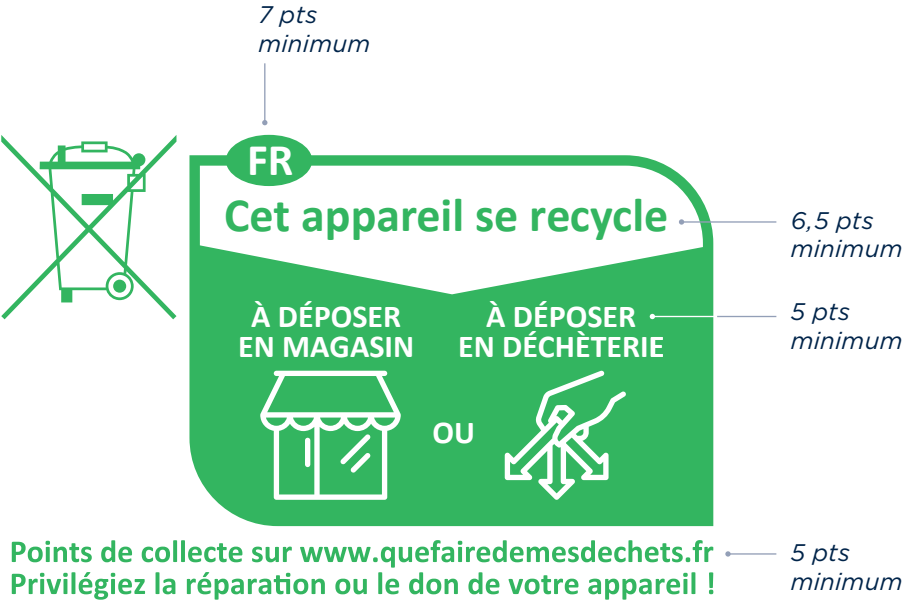 7 pts
minimum
FR
Cet appareil se recycle
6,5 pts
minimum
À DÉPOSER
EN MAGASIN
À DÉPOSER
EN DÉCHÈTERIE
5 pts
minimum
OU
Points de collecte sur www.quefairedemesdechets.fr
Privilégiez la réparation ou le don de votre appareil !
5 pts
minimum